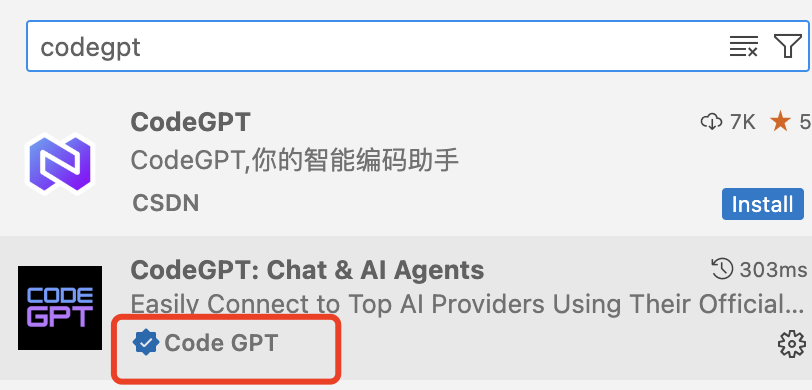 codegpt
CodeGPT 7K 5
CodeGPT,你的智能编码助手
CSDN Install
CODE
GPT
CodeGPT: Chat & AI Agents 303ms
Easily Connect to Top AI Providers Using Their Official...
Code GPT